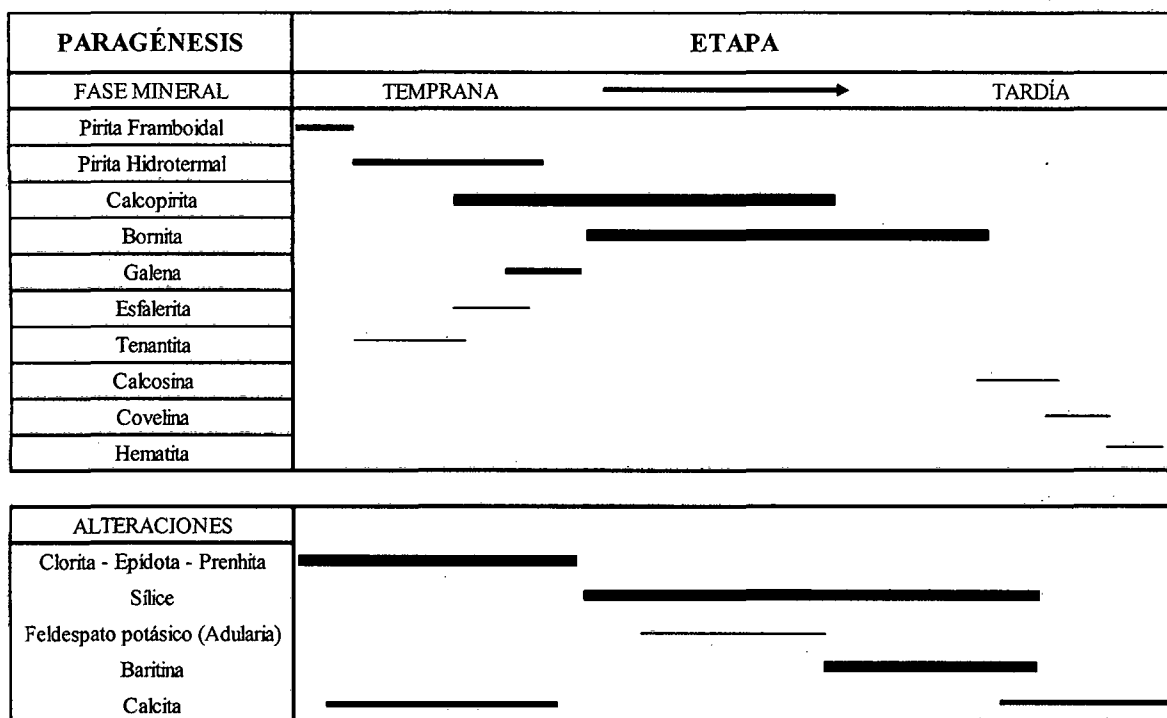 PARAGÉNESIS ETAPA
FASE MINERAL TEMPRANA TARDÍA
Pirita Framboidal
Pirita Hidrotermal
Calcopirita
Bornita
Galena
Esfalerita
Tenantita
Calcosina
Covelina
Hematita
ALTERACIONES
Clorita - Epídota - Prenhita
Sílice
Feldespato potásico (Adularia)
Baritina
Calcita